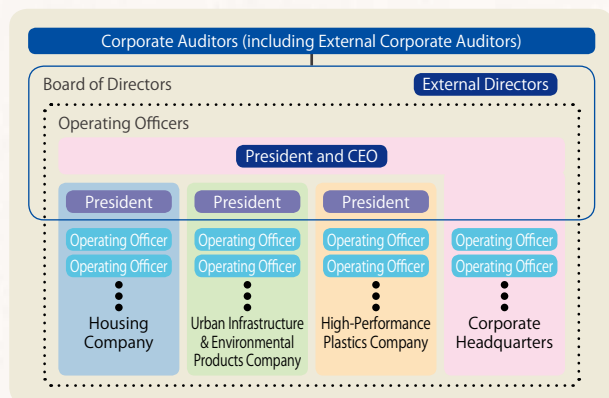 Corporate Auditors (including External Corporate Auditors)
Board of Directors
External Directors
Operating Officers
President and CEO
President
President
President
Operating Officer
Operating Officer
Operating Officer
Operating Officer
Operating Officer
Operating Officer
Operating Officer
Operating Officer
Housing
Company
Urban Infrastructure
& Environmental
Products Company
High-Performance
Plastics Company
Corporate
Headquarters